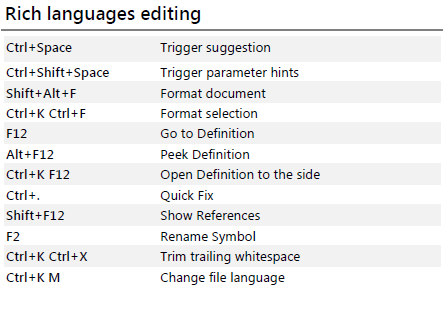 Rich languages editing
Ctrl+Space Trigger suggestion
Ctrl+Shift+Space Trigger parameter hints
Shift+Alt+F Format document
Ctrl+K Ctrl+F Format selection
F12 Go to Definition
Alt+F12 Peek Definition
Ctrl+K F12 Open Definition to the side
Ctrl+. Quick Fix
Shift+F12 Show References
F2 Rename Symbol
Ctrl+K Ctrl+X Trim trailing whitespace
Ctrl+K M Change file language